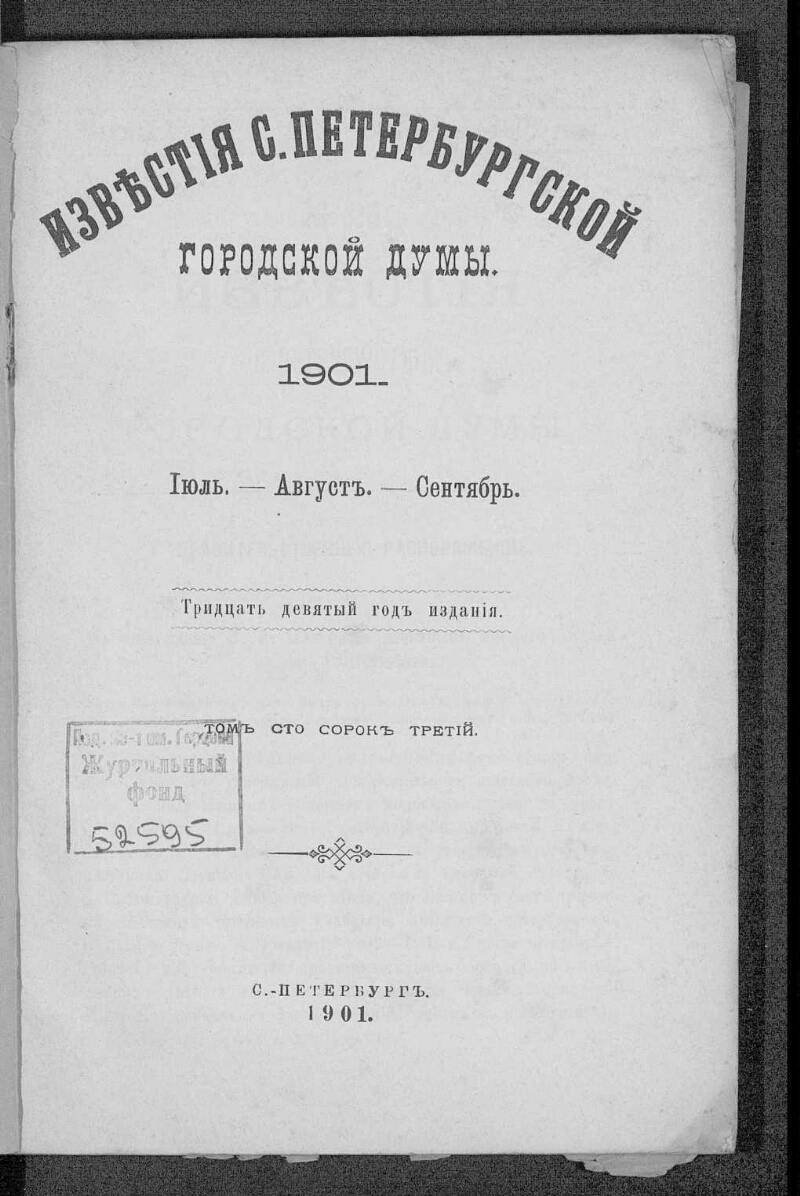 ИЗВѢСТІЯ С. ПЕТЕРБУРГСКОЙ
ГОРОДСКОЙ ДУМЫ.
1901.
Іюль. — Августъ. — Сентябрь.
Тридцать девятый годъ изданія.
ТОМЪ СТО СОРОКЪ ТРЕТІЙ.
Журнальный
фонд
52595
С.-ПЕТЕРБУРГЪ.
1901.